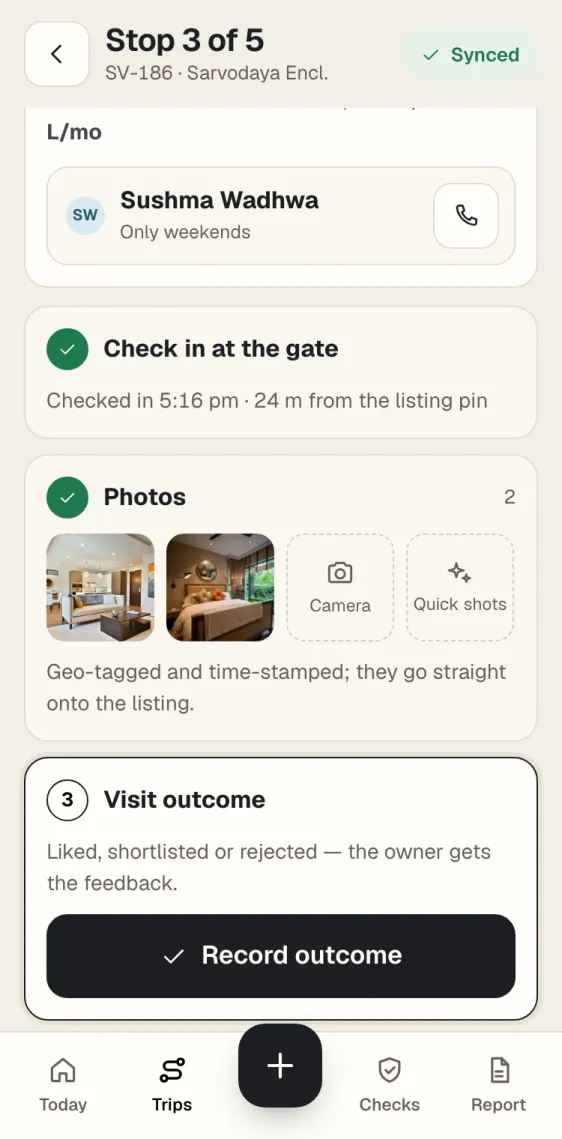 Stop 3 of 5
SV-186 · Sarvodaya Encl.
Synced
L/mo
SW
Sushma Wadhwa
Only weekends
Check in at the gate
Checked in 5:16 pm · 24 m from the listing pin
Photos
2
Camera
Quick shots
Geo-tagged and time-stamped; they go straight
onto the listing.
3
Visit outcome
Liked, shortlisted or rejected — the owner gets
the feedback.
Record outcome
Today
Trips
Checks
Report